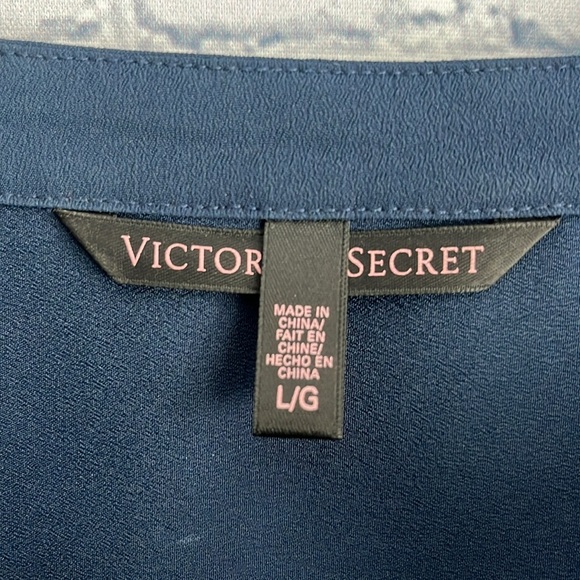 VICTOR SECRET
MADE IN
CHINA/
FAIT EN
CHINE/
HECHO EN
CHINA
L/G